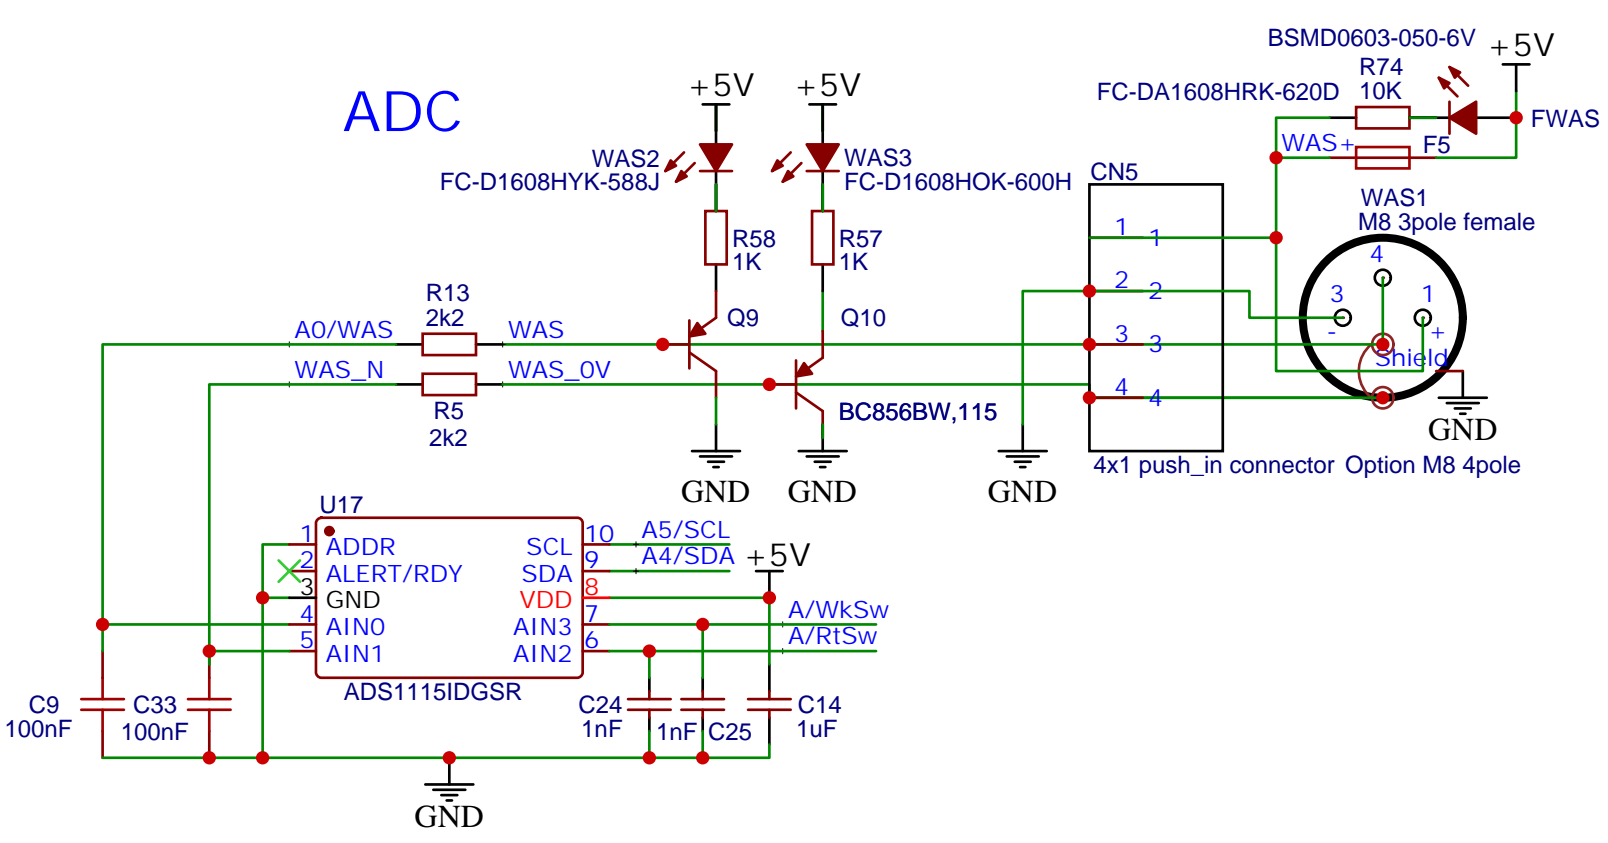 BSMD0603-050-6V
+5V
R74
10K
FC-DA1608HRK-620D
FWAS
WAS+
F5
ADC
+5V
+5V
WAS2
FC-D1608HYK-588J
WAS3
FC-D1608HOK-600H
CN5
WAS1
M8 3pole female
R58
1K
R57
1K
1
1
2
2
3
3
4
4
4
3
-
1
+
Shield
R13
2k2
A0/WAS
WAS
Q9
Q10
WAS_N
WAS_0V
R5
2k2
BC856BW,115
GND
GND
GND
GND
4x1 push_in connector
Option M8 4pole
U17
1
ADDR
2
ALERT/RDY
3
GND
4
AIN0
5
AIN1
10
SCL
9
SDA
8
VDD
7
AIN3
6
AIN2
A5/SCL
A4/SDA
+5V
A/WkSw
A/RtSw
ADS1115IDGSR
C9
100nF
C33
100nF
C24
1nF
1nF
C25
C14
1uF
GND